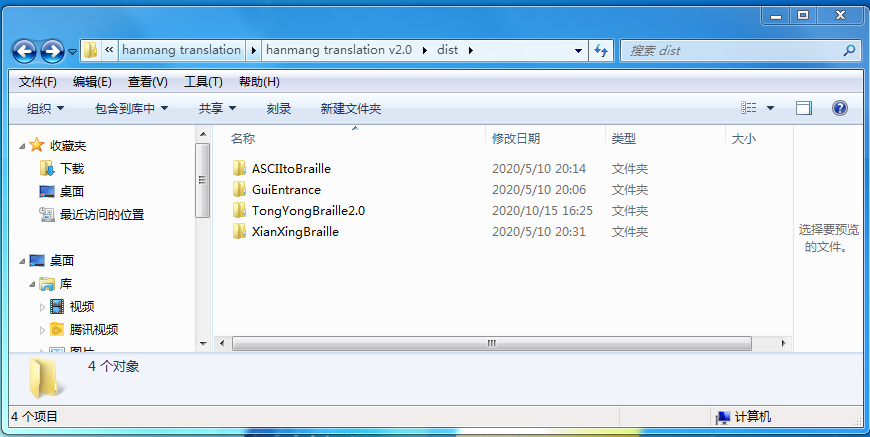 « hanmang translation hanmang translation v2.0 dist 搜索 dist
文件(F) 编辑(E) 查看(V) 工具(T) 帮助(H)
组织 包含到库中 共享 刻录 新建文件夹
收藏夹
下载
桌面
最近访问的位置
桌面
库
视频
腾讯视频
图片
名称 修改日期 类型 大小
ASCIItoBraille 2020/5/10 20:14 文件夹
GuiEntrance 2020/5/10 20:06 文件夹
TongYongBraille2.0 2020/10/15 16:25 文件夹
XianXingBraille 2020/5/10 20:31 文件夹
选择要预览
的文件。
4 个对象
4 个项目 计算机